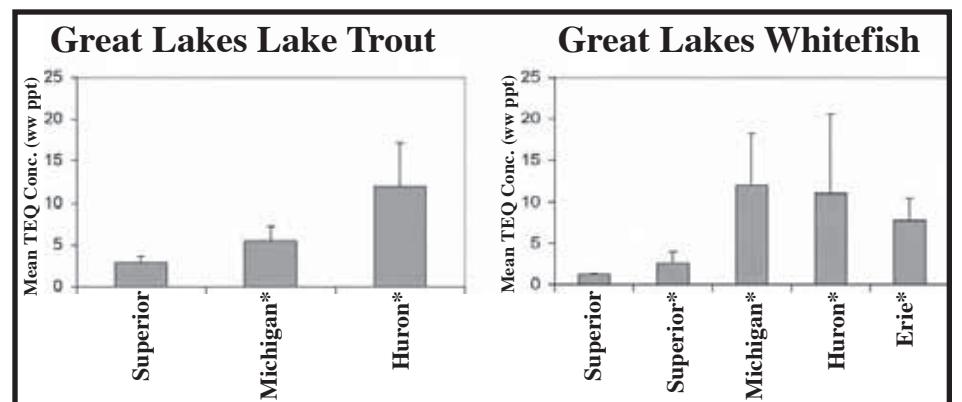 Great Lakes Lake Trout
Mean TEQ Conc. (ww ppt)
25
20
15
10
5
0
Superior
Michigan*
Huron*
Great Lakes Whitefish
Mean TEQ Conc. (ww ppt)
25
20
15
10
5
0
Superior
Superior*
Michigan*
Huron*
Erie*